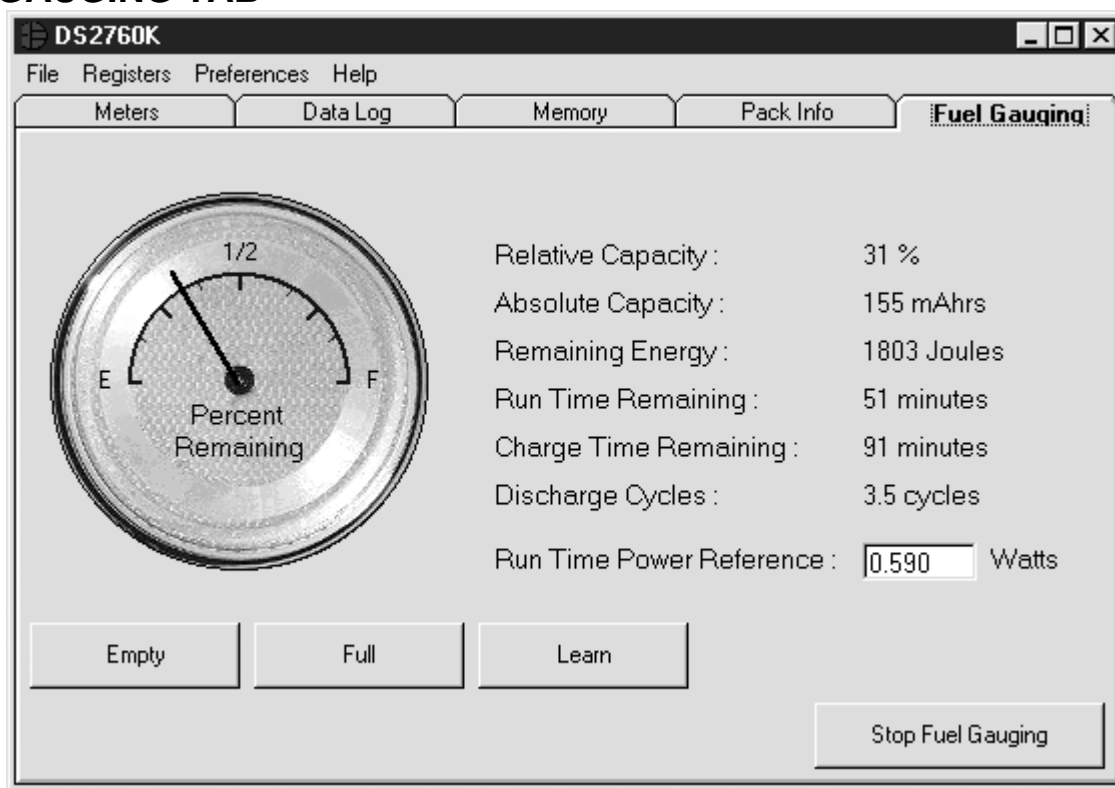 GAUGING TAB
DS2760K
File Registers Preferences Help
Meters Data Log Memory Pack Info Fuel Gauging
1/2
E F
Percent
Remaining
Relative Capacity : 31 %
Absolute Capacity : 155 mAhrs
Remaining Energy : 1803 Joules
Run Time Remaining : 51 minutes
Charge Time Remaining : 91 minutes
Discharge Cycles : 3.5 cycles
Run Time Power Reference : 0.590 Watts
Empty Full Learn
Stop Fuel Gauging